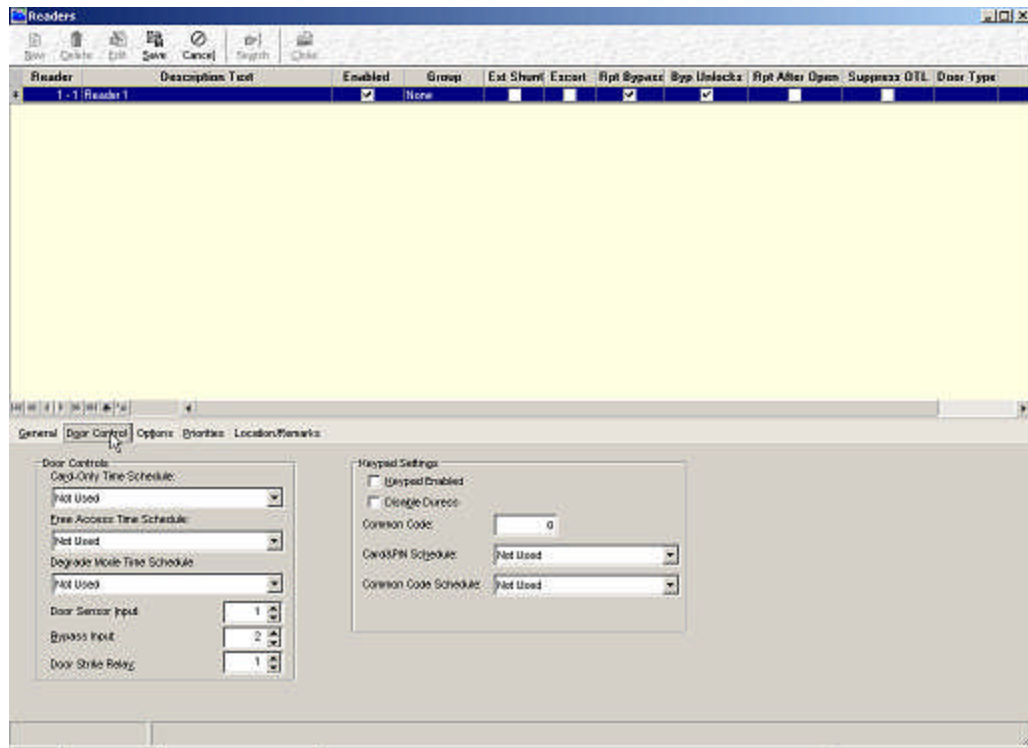 Readers
New Delete Edit Save Cancel Search Close
Reader Description Text Enabled Group Ext Shunt Escort Rpt Bypass Byp Unlocks Rpt After Open Suppress OTL Door Type
1 - 1 Reader 1 None
General Door Control Options Priorities Location/Remarks
Door Controls
Card-Only Time Schedule:
Not Used
Free Access Time Schedule:
Not Used
Degrade Mode Time Schedule
Not Used
Door Sensor Input 1
Bypass Input 2
Door Strike Relay: 1
Keypad Settings
Keypad Enabled
Disable Duress
Common Code: 0
Card&PIN Schedule: Not Used
Common Code Schedule: Not Used